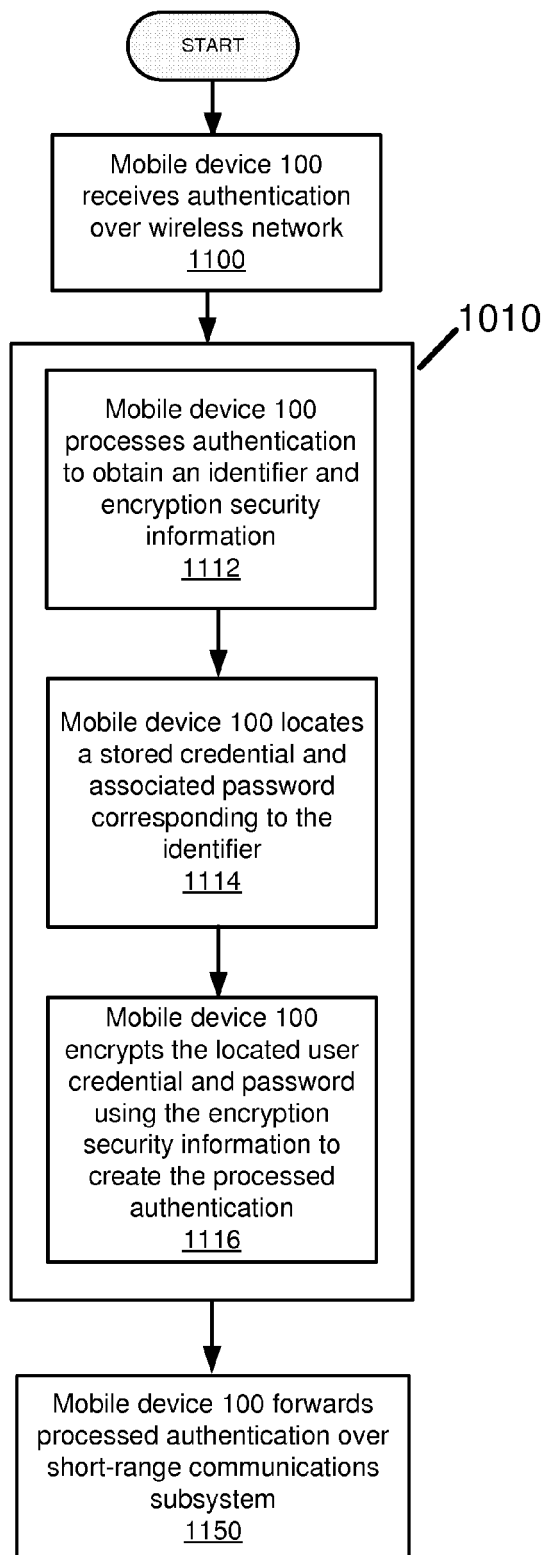 START
Mobile device 100
receives authentication
over wireless network
1100
1010
Mobile device 100
processes authentication
to obtain an identifier and
encryption security
information
1112
Mobile device 100 locates
a stored credential and
associated password
corresponding to the
identifier
1114
Mobile device 100
encrypts the located user
credential and password
using the encryption
security information to
create the processed
authentication
1116
Mobile device 100 forwards
processed authentication over
short-range communications
subsystem
1150